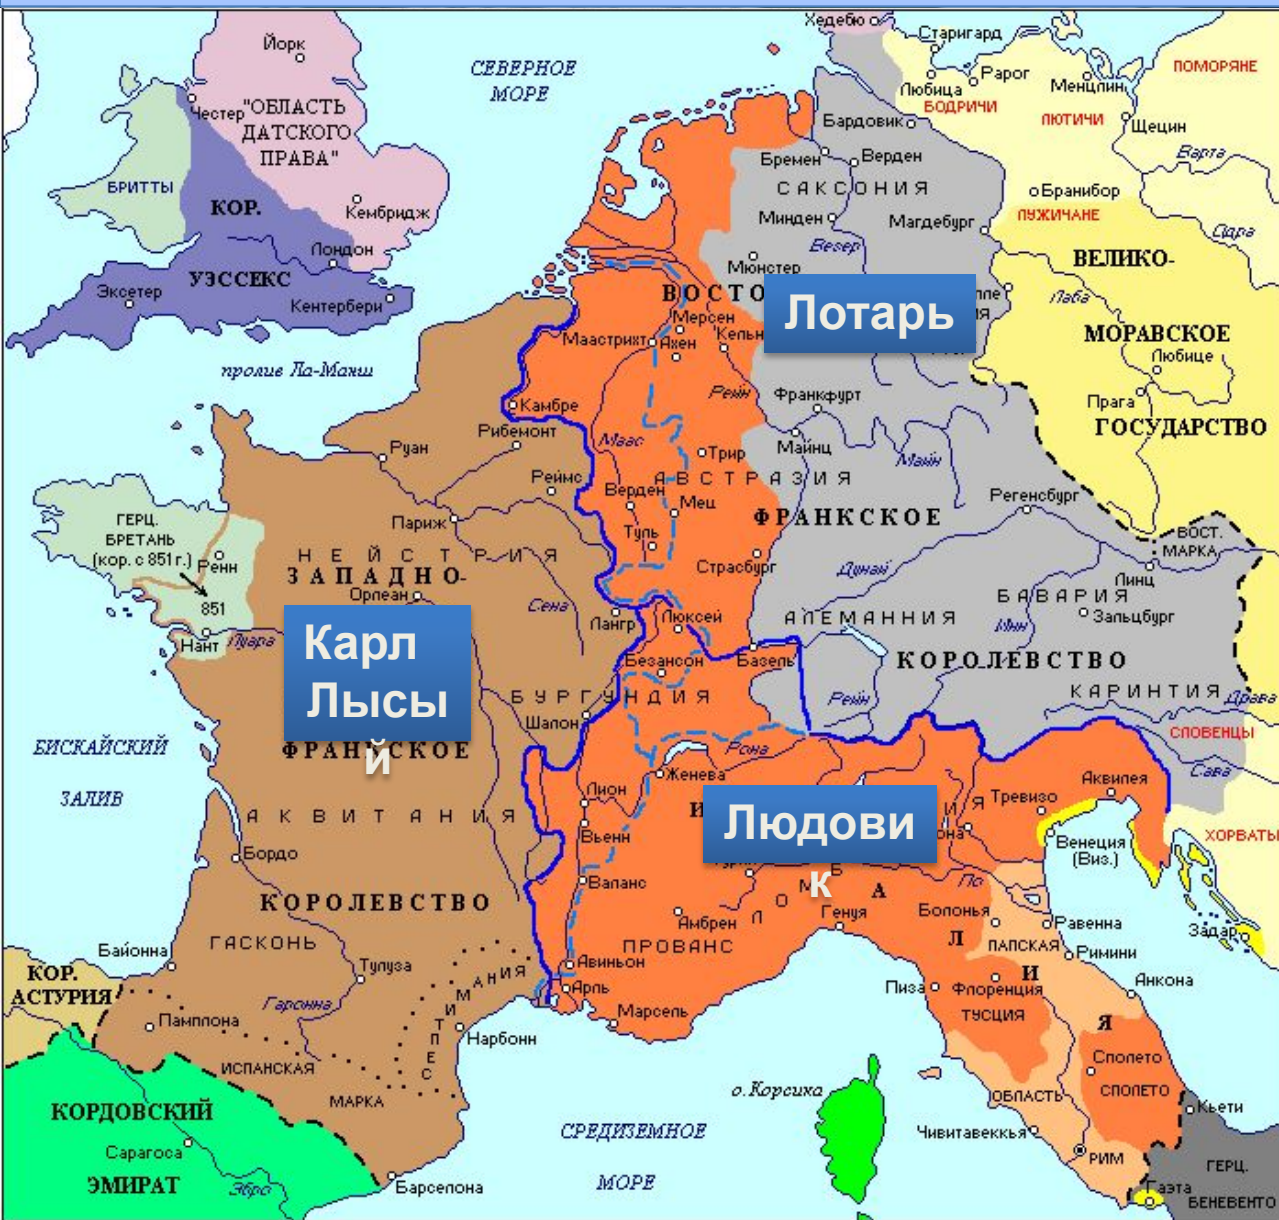 Хедебю
Старигард
Йорк
СЕВЕРНОЕ
МОРЕ
Рарог
ПОМОРЯНЕ
Любица
Менцлин
БОДРИЧИ
Честер
"ОБЛАСТЬ
ДАТСКОГО
ПРАВА"
Бардовик
ЛЮТИЧИ
Щецин
Варта
Бремен
Верден
БРИТТЫ
САКСОНИЯ
Бранибор
КОР.
Кембридж
Минден
Магдебург
ЛУЖИЧАНЕ
Одра
Везер
Лондон
ВЕЛИКО-
Мюнстер
УЭССЕКС
Эксетер
Кентербери
ВОСТО
Лаба
Лотарь
Мерсен
МОРАВСКОЕ
Маастрихт
Ахен
Кельн
Любице
пролив Ла-Манш
Рейн
Франкфурт
Прага
Камбре
ГОСУДАРСТВО
Рибемонт
Маас
Руан
Майнц
Майн
Трир
Реймс
АВСТРАЗИЯ
Верден
Мец
Регенсбург
ГЕРЦ.
БРЕТАНЬ
(кор. с 851 г.)
Париж
ФРАНКСКОЕ
Туль
ВОСТ.
МАРКА
НЕЙСТРИЯ
Ренн
ЗАПАДНО-
Страсбург
Дунай
Линц
Орлеан
БАВАРИЯ
851
Сена
Лангр
Люксей
АЛЕМАННИЯ
Инн
Зальцбург
Нант
Луара
Карл
Лысы
й
Безансон
Базель
КОРОЛЕВСТВО
БУРГУНДИЯ
Рейн
КАРИНТИЯ
Драва
Шалон
СЛОВЕНЦЫ
БИСКАЙСКИЙ
ЗАЛИВ
ФРАНКСКОЕ
Рона
Женева
Сава
Аквилея
Лион
Тревизо
АКВИТАНИЯ
Людови
к
Вьенн
Венеция
(Виз.)
ХОРВАТЫ
Бордо
Валанс
По
КОРОЛЕВСТВО
Генуя
Болонья
Амбрен
Равенна
ГАСКОНЬ
ПРОВАНС
ПАПСКАЯ
Римини
Задар
Байонна
Тулуза
Авиньон
КОР.
АСТУРИЯ
СЕПТИМАНИЯ
Арль
Пиза
Флоренция
Анкона
Гаронна
Марсель
ТУСЦИЯ
ИТАЛИЯ
Памплона
Нарбонн
ИСПАНСКАЯ
МАРКА
Сполето
СПОЛЕТО
о. Корсика
ОБЛАСТЬ
Кьети
КОРДОВСКИЙ
ЭМИРАТ
СРЕДИЗЕМНОЕ
МОРЕ
Чивитавеккья
Сарагоса
РИМ
ГЕРЦ.
БЕНЕВЕНТО
Эбро
Барселона
Гаэта